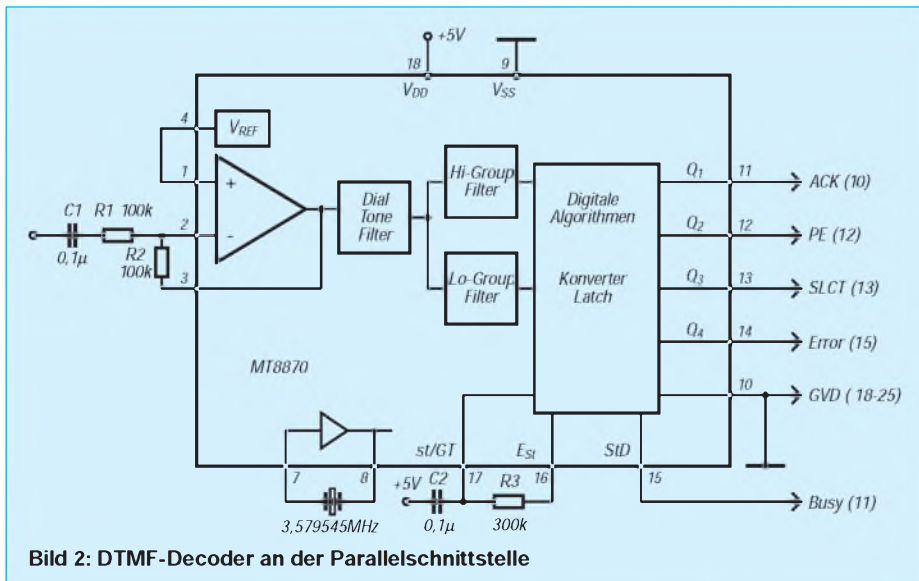 +5V
18
9
VDD
VSS
4
VREF
1
+
Hi-Group
Filter
Q1
11
ACK (10)
Digitale
Algorithmen
C1
R1 100k
2
-
Dial
Tone
Filter
Q2
12
PE (12)
0,1µ
R2
100k
3
Lo-Group
Filter
Konverter
Latch
Q3
13
SLCT (13)
Q4
14
Error (15)
MT8870
10
GVD ( 18-25)
st/GT
ESt
StD
7
8
17
16
15
+5V
C2
R3
0,1µ
300k
Busy (11)
3,579545MHz
Bild 2: DTMF-Decoder an der Parallelschnittstelle